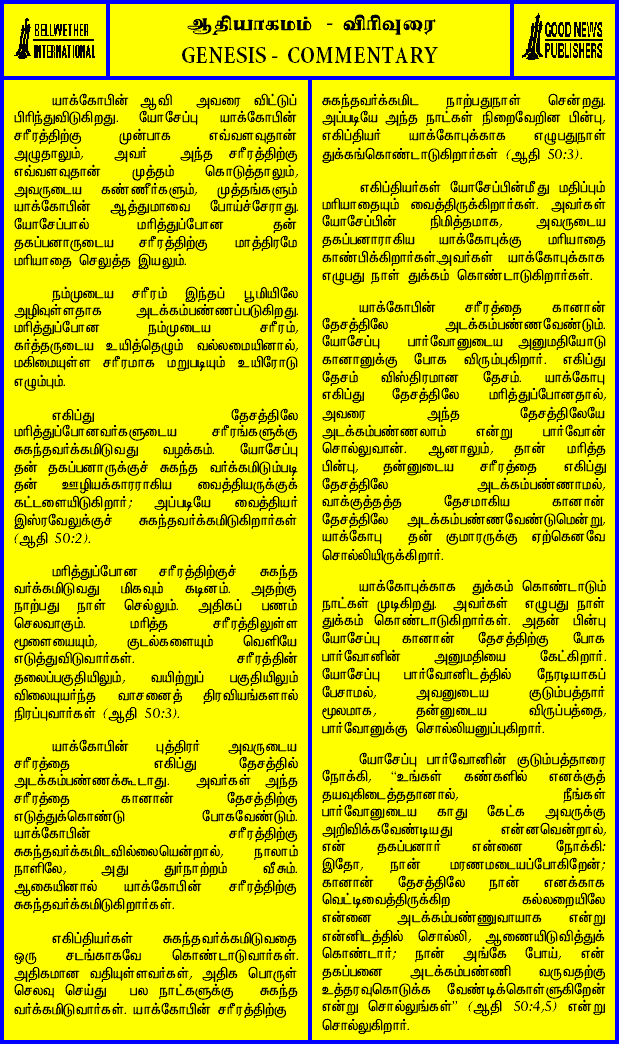 BELLWETHER
INTERNATIONAL
ஆதியாகமம் - விரிவுரை
GENESIS - COMMENTARY
GOOD NEWS
PUBLISHERS
யாக்கோபின் ஆவி அவரை விட்டுப்
பிரிந்துவிடுகிறது. யோசேப்பு யாக்கோபின்
சரீரத்திற்கு முன்பாக எவ்வளவுதான்
அழுதாலும், அவர் அந்த சரீரத்திற்கு
எவ்வளவுதான் முத்தம் கொடுத்தாலும்,
அவருடைய கண்ணீர்களும், முத்தங்களும்
யாக்கோபின் ஆத்துமாவை போய்ச்சேராது.
யோசேப்பால் மரித்துப்போன தன்
தகப்பனாருடைய சரீரத்திற்கு மாத்திரமே
மரியாதை செலுத்த இயலும்.
நம்முடைய சரீரம் இந்தப் பூமியிலே
அழிவுள்ளதாக அடக்கம்பண்ணப்படுகிறது.
மரித்துப்போன நம்முடைய சரீரம்,
கர்த்தருடைய உயித்தெழும் வல்லமையினால்,
மகிமையுள்ள சரீரமாக மறுபடியும் உயிரோடு
எழும்பும்.
எகிப்து தேசத்திலே
மரித்துப்போனவர்களுடைய சரீரங்களுக்கு
சுகந்தவர்க்கமிடுவது வழக்கம். யோசேப்பு
தன் தகப்பனாருக்குச் சுகந்த வர்க்கமிடும்படி
தன் ஊழியக்காரராகிய வைத்தியருக்குக்
கட்டளையிடுகிறார்; அப்படியே வைத்தியர்
இஸ்ரவேலுக்குச் சுகந்தவர்க்கமிடுகிறார்கள்
(ஆதி 50:2).
மரித்துப்போன சரீரத்திற்குச் சுகந்த
வர்க்கமிடுவது மிகவும் கடினம். அதற்கு
நாற்பது நாள் செல்லும். அதிகப் பணம்
செலவாகும். மரித்த சரீரத்திலுள்ள
மூளையையும், குடல்களையும் வெளியே
எடுத்துவிடுவார்கள். சரீரத்தின்
தலைப்பகுதியிலும், வயிற்றுப் பகுதியிலும்
விலையுயர்ந்த வாசனைத் திரவியங்களால்
நிரப்புவார்கள் (ஆதி 50:3).
யாக்கோபின் புத்திரர் அவருடைய
சரீரத்தை எகிப்து தேசத்தில்
அடக்கம்பண்ணக்கூடாது. அவர்கள் அந்த
சரீரத்தை கானான் தேசத்திற்கு
எடுத்துக்கொண்டு போகவேண்டும்.
யாக்கோபின் சரீரத்திற்கு
சுகந்தவர்க்கமிடவில்லையென்றால், நாலாம்
நாளிலே, அது துர்நாற்றம் வீசும்.
ஆகையினால் யாக்கோபின் சரீரத்திற்கு
சுகந்தவர்க்கமிடுகிறார்கள்.
எகிப்தியர்கள் சுகந்தவர்க்கமிடுவதை
ஒரு சடங்காகவே கொண்டாடுவார்கள்.
அதிகமான வதியுள்ளவர்கள், அதிக பொருள்
செலவு செய்து பல நாட்களுக்கு சுகந்த
வர்க்கமிடுவார்கள். யாக்கோபின் சரீரத்திற்கு
சுகந்தவர்க்கமிட நாற்பதுநாள் சென்றது.
அப்படியே அந்த நாட்கள் நிறைவேறின பின்பு,
எகிப்தியர் யாக்கோபுக்காக எழுபதுநாள்
துக்கங்கொண்டாடுகிறார்கள் (ஆதி 50:3).
எகிப்தியர்கள் யோசேப்பின்மீது மதிப்பும்
மரியாதையும் வைத்திருக்கிறார்கள். அவர்கள்
யோசேப்பின் நிமித்தமாக, அவருடைய
தகப்பனாராகிய யாக்கோபுக்கு மரியாதை
காண்பிக்கிறார்கள்.அவர்கள் யாக்கோபுக்காக
எழுபது நாள் துக்கம் கொண்டாடுகிறார்கள்.
யாக்கோபின் சரீரத்தை கானான்
தேசத்திலே அடக்கம்பண்ணவேண்டும்.
யோசேப்பு பார்வோனுடைய அனுமதியோடு
கானானுக்கு போக விரும்புகிறார். எகிப்து
தேசம் விஸ்திரமான தேசம். யாக்கோபு
எகிப்து தேசத்திலே மரித்துப்போனதால்,
அவரை அந்த தேசத்திலேயே
அடக்கம்பண்ணலாம் என்று பார்வோன்
சொல்லுவான். ஆனாலும், தான் மரித்த
பின்பு, தன்னுடைய சரீரத்தை எகிப்து
தேசத்திலே அடக்கம்பண்ணாமல்,
வாக்குத்தத்த தேசமாகிய கானான்
தேசத்திலே அடக்கம்பண்ணவேண்டுமென்று,
யாக்கோபு தன் குமாரருக்கு ஏற்கெனவே
சொல்லியிருக்கிறார்.
யாக்கோபுக்காக துக்கம் கொண்டாடும்
நாட்கள் முடிகிறது. அவர்கள் எழுபது நாள்
துக்கம் கொண்டாடுகிறார்கள். அதன் பின்பு
யோசேப்பு கானான் தேசத்திற்கு போக
பார்வோனின் அனுமதியை கேட்கிறார்.
யோசேப்பு பார்வோனிடத்தில் நேரடியாகப்
பேசாமல், அவனுடைய குடும்பத்தார்
மூலமாக, தன்னுடைய விருப்பத்தை,
பார்வோனுக்கு சொல்லியனுப்புகிறார்.
யோசேப்பு பார்வோனின் குடும்பத்தாரை
நோக்கி, "உங்கள் கண்களில் எனக்குத்
தயவுகிடைத்ததானால், நீங்கள்
பார்வோனுடைய காது கேட்க அவருக்கு
அறிவிக்கவேண்டியது என்னவென்றால்,
என் தகப்பனார் என்னை நோக்கி:
இதோ, நான் மரணமடையப்போகிறேன்;
கானான் தேசத்திலே நான் எனக்காக
வெட்டிவைத்திருக்கிற கல்லறையிலே
என்னை அடக்கம்பண்ணுவாயாக என்று
என்னிடத்தில் சொல்லி, ஆணையிடுவித்துக்
கொண்டார்; நான் அங்கே போய், என்
தகப்பனை அடக்கம்பண்ணி வருவதற்கு
உத்தரவுகொடுக்க வேண்டிக்கொள்ளுகிறேன்
என்று சொல்லுங்கள்" (ஆதி 50:4,5) என்று
சொல்லுகிறார்.